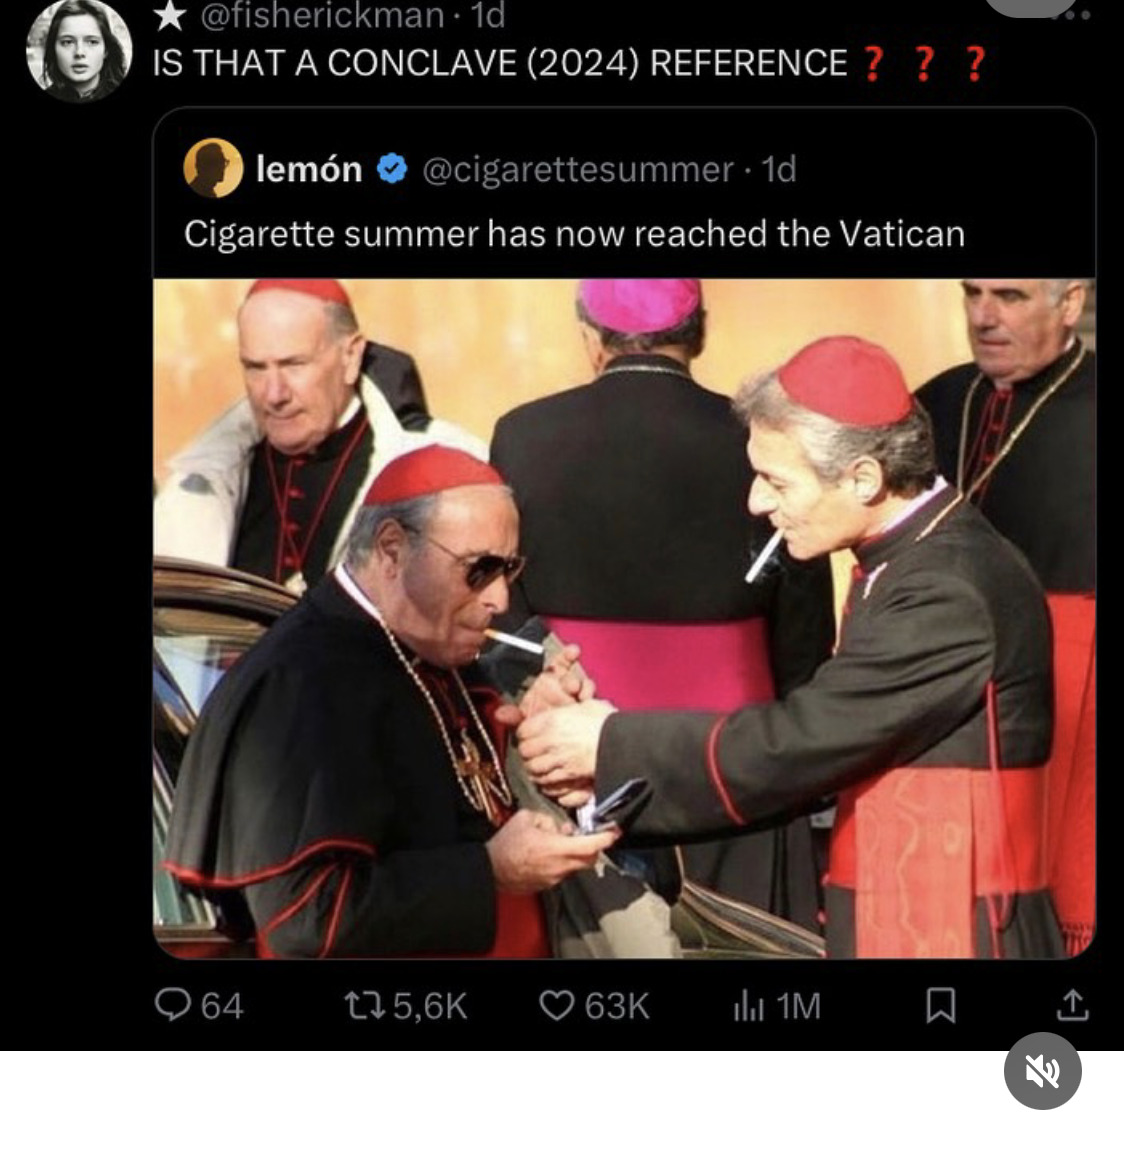 ★ @fisherickman · 1d
IS THAT A CONCLAVE (2024) REFERENCE❓❓❓
lemón @cigarettesummer · 1d
Cigarette summer has now reached the Vatican
64 5,6K 63K 1M